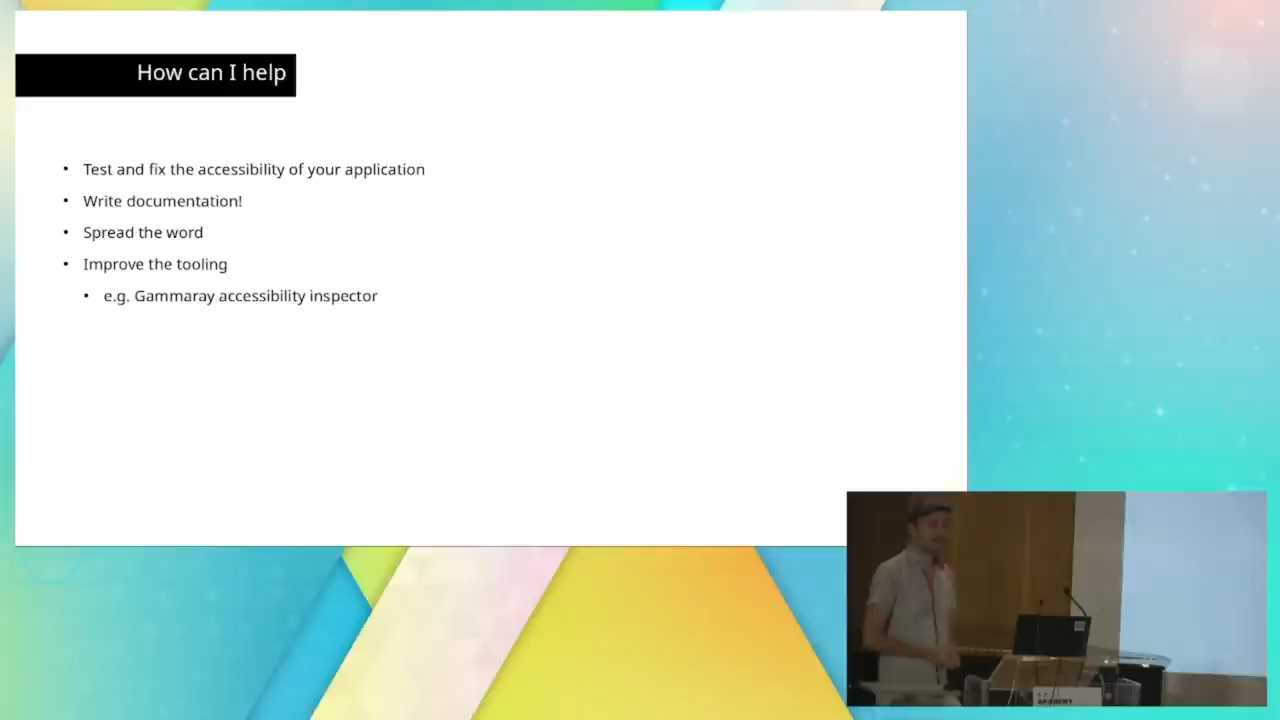 How can I help
• Test and fix the accessibility of your application
• Write documentation!
• Spread the word
• Improve the tooling
• e.g. Gammaray accessibility inspector
AKADEMY